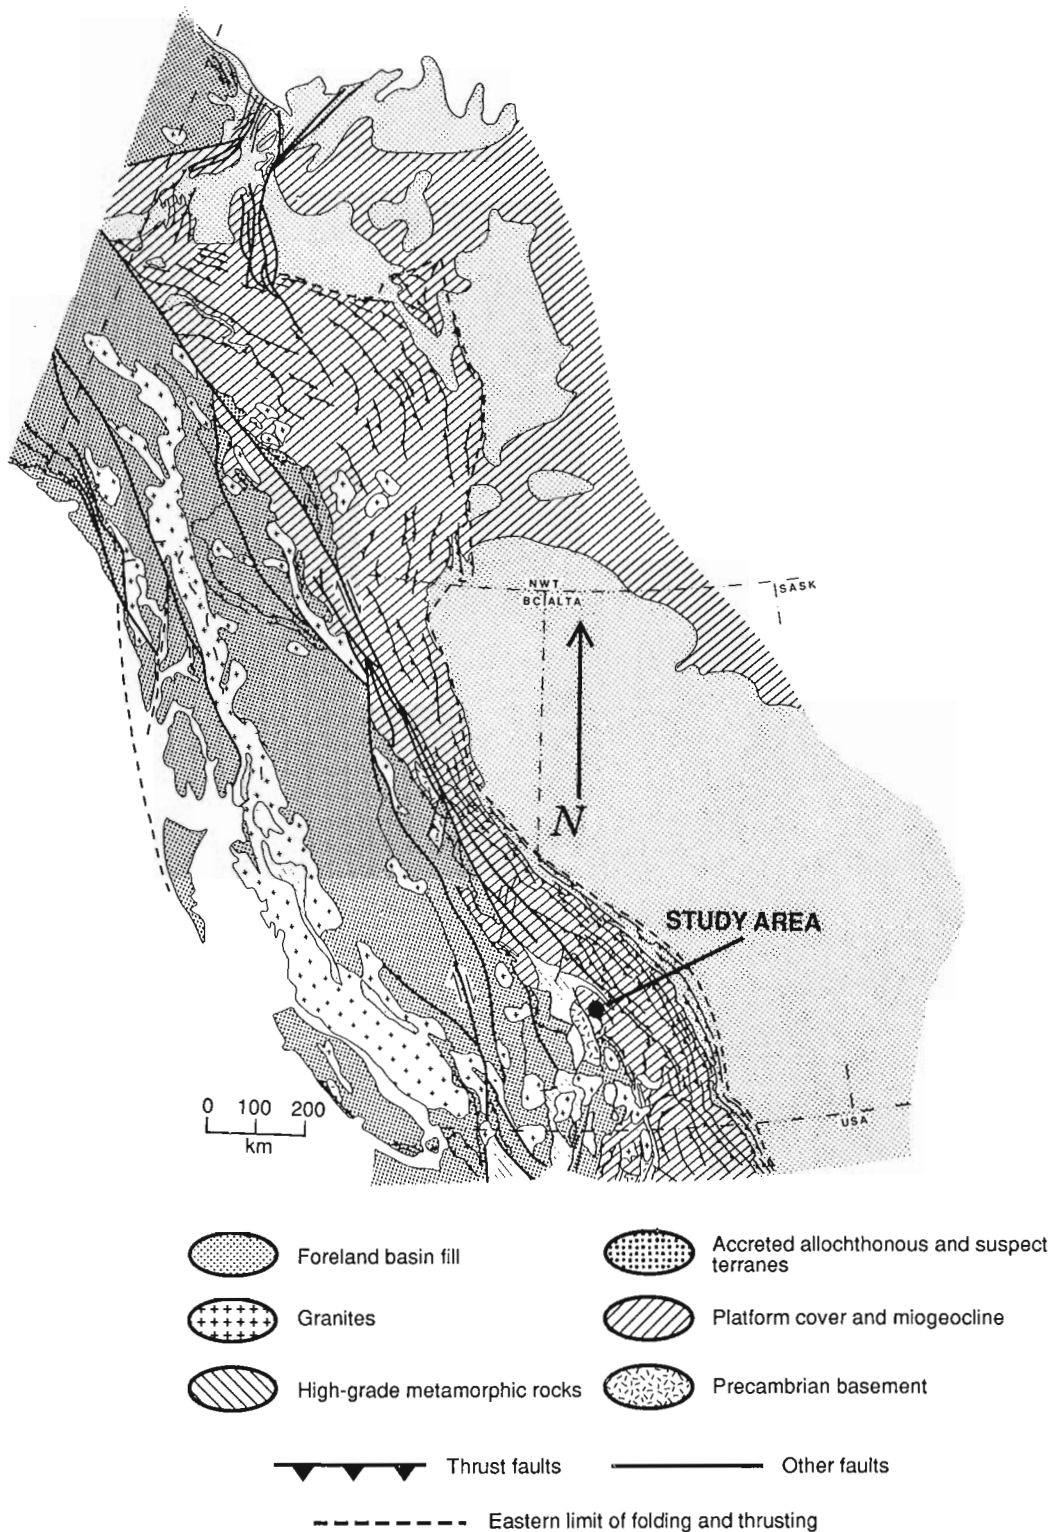 NWT
BC ALTA
SASK
N
STUDY AREA
0 100 200
km
USA
Foreland basin fill
Accreted allochthonous and suspect
terranes
Granites
Platform cover and miogeocline
High-grade metamorphic rocks
Precambrian basement
Thrust faults
Other faults
Eastern limit of folding and thrusting